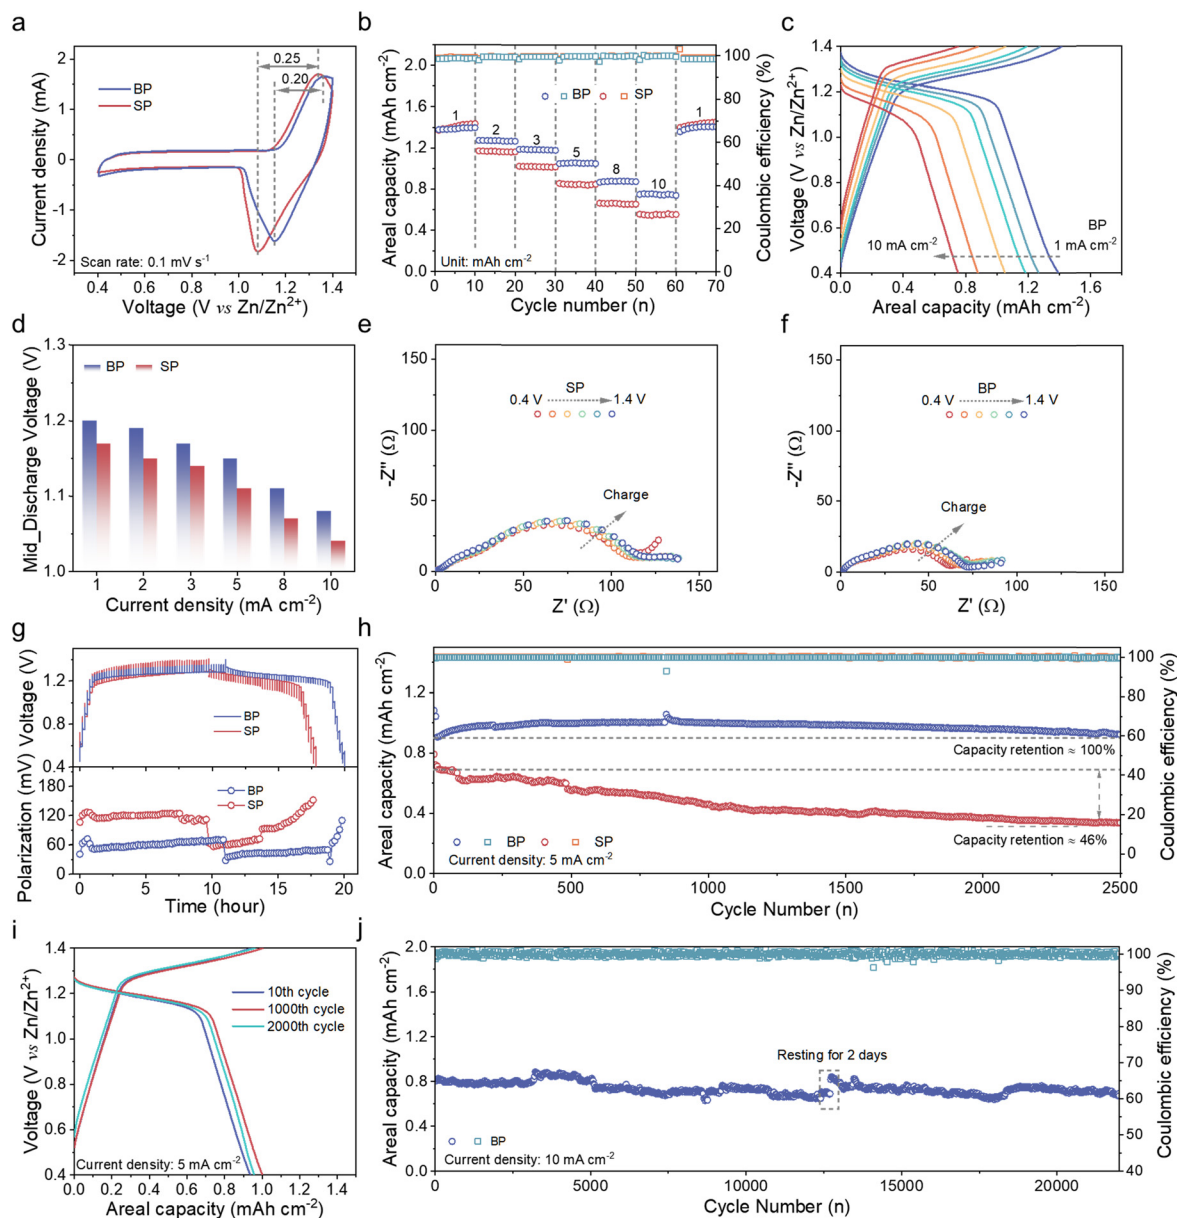 a
Current density (mA)
2
1
0
-1
-2
0.25
0.20
BP
SP
Scan rate: 0.1 mV s⁻¹
0.4 0.6 0.8 1.0 1.2 1.4
Voltage (V vs Zn/Zn²⁺)
b
Areal capacity (mAh cm⁻²)
2.0
1.6
1.2
0.8
0.4
0.0
BP SP
1
2
3
5
8
10
1
Unit: mAh cm⁻²
100
80
60
40
20
0
Coulombic efficiency (%)
0 10 20 30 40 50 60 70
Cycle number (n)
c
Voltage (V vs Zn/Zn²⁺)
1.4
1.2
1.0
0.8
0.6
0.4
BP
10 mA cm⁻² 1 mA cm⁻²
0.0 0.4 0.8 1.2 1.6
Areal capacity (mAh cm⁻²)
d
Mid_Discharge Voltage (V)
1.3
1.2
1.1
1.0
BP SP
1 2 3 5 8 10
Current density (mA cm⁻²)
e
-Z'' (Ω)
150
100
50
0
SP
0.4 V 1.4 V
Charge
0 50 100 150
Z' (Ω)
f
-Z'' (Ω)
150
100
50
0
BP
0.4 V 1.4 V
Charge
0 50 100 150
Z' (Ω)
g
Voltage (V)
1.2
0.8
0.4
BP
SP
Polarization (mV)
180
120
60
0
BP
SP
0 5 10 15 20
Time (hour)
h
Areal capacity (mAh cm⁻²)
1.2
0.8
0.4
0.0
Capacity retention ≈ 100%
Capacity retention ≈ 46%
BP SP
Current density: 5 mA cm⁻²
100
80
60
40
20
0
Coulombic efficiency (%)
0 500 1000 1500 2000 2500
Cycle Number (n)
i
Voltage (V vs Zn/Zn²⁺)
1.4
1.2
1.0
0.8
0.6
0.4
10th cycle
1000th cycle
2000th cycle
Current density: 5 mA cm⁻²
0.0 0.2 0.4 0.6 0.8 1.0 1.2 1.4
Areal capacity (mAh cm⁻²)
j
Areal capacity (mAh cm⁻²)
2.0
1.6
1.2
0.8
0.4
0.0
Resting for 2 days
BP
Current density: 10 mA cm⁻²
100
90
80
70
60
50
40
Coulombic efficiency (%)
0 5000 10000 15000 20000
Cycle Number (n)